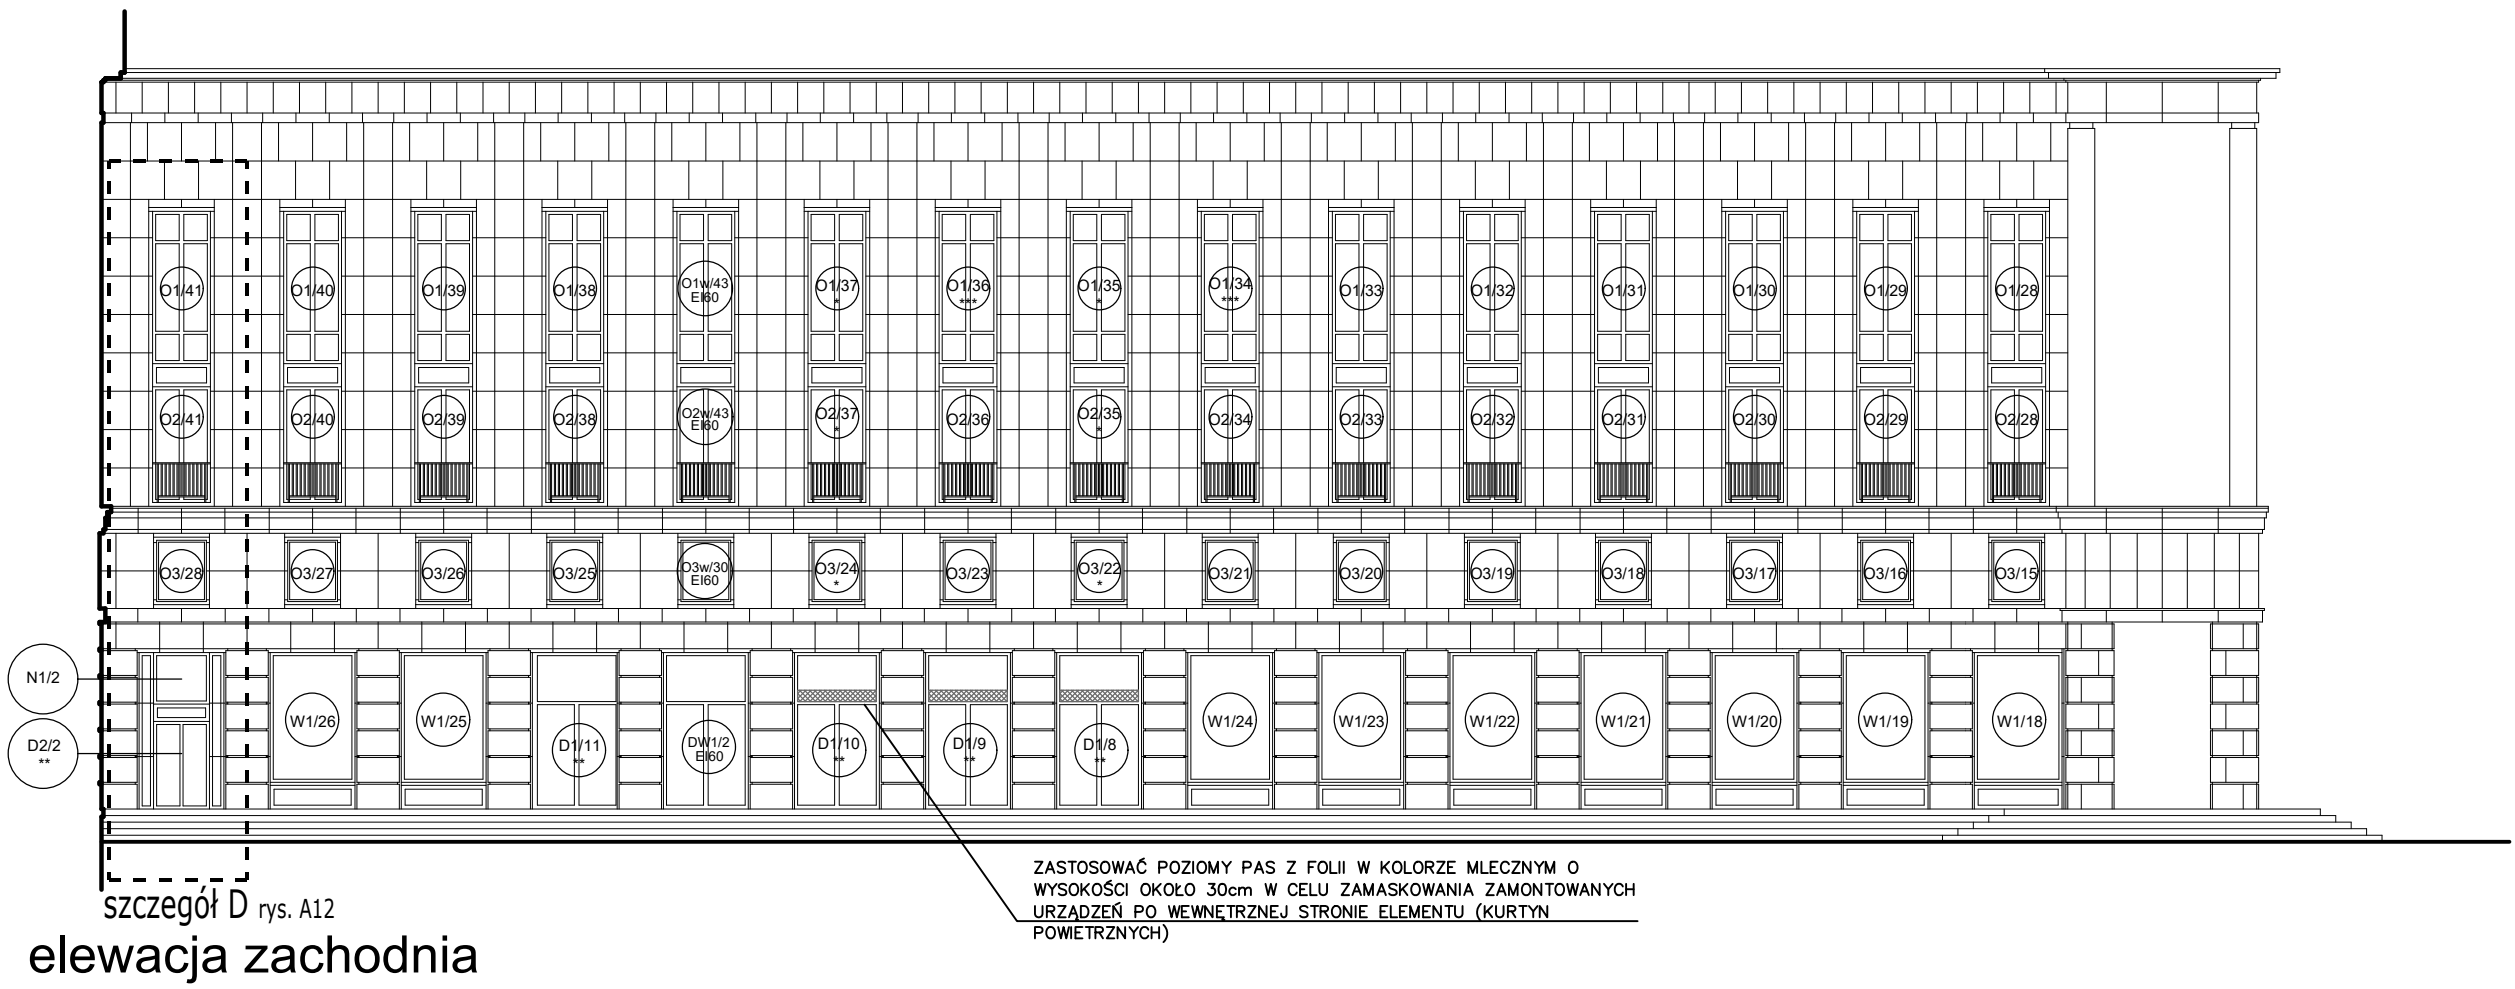 O1/41 O1/40 O1/39 O1/38 O1w/43 O1/37 O1/36 O1/35 O1/34 O1/33 O1/32 O1/31 O1/30 O1/29 O1/28
EI60 * *** * ***
O2/41 O2/40 O2/39 O2/38 O2w/43 O2/37 O2/36 O2/35 O2/34 O2/33 O2/32 O2/31 O2/30 O2/29 O2/28
EI60 * *
O3/28 O3/27 O3/26 O3/25 O3w/30 O3/24 O3/23 O3/22 O3/21 O3/20 O3/19 O3/18 O3/17 O3/16 O3/15
EI60 * *
N1/2
W1/26 W1/25 W1/24 W1/23 W1/22 W1/21 W1/20 W1/19 W1/18
D2/2 D1/11 DW1/2 D1/10 D1/9 D1/8
** ** EI60 ** ** **
ZASTOSOWAĆ POZIOMY PAS Z FOLII W KOLORZE MLECZNYM O
WYSOKOŚCI OKOŁO 30cm W CELU ZAMASKOWANIA ZAMONTOWANYCH
URZĄDZEŃ PO WEWNĘTRZNEJ STRONIE ELEMENTU (KURTYN
POWIETRZNYCH)
szczegół D rys. A12
elewacja zachodnia